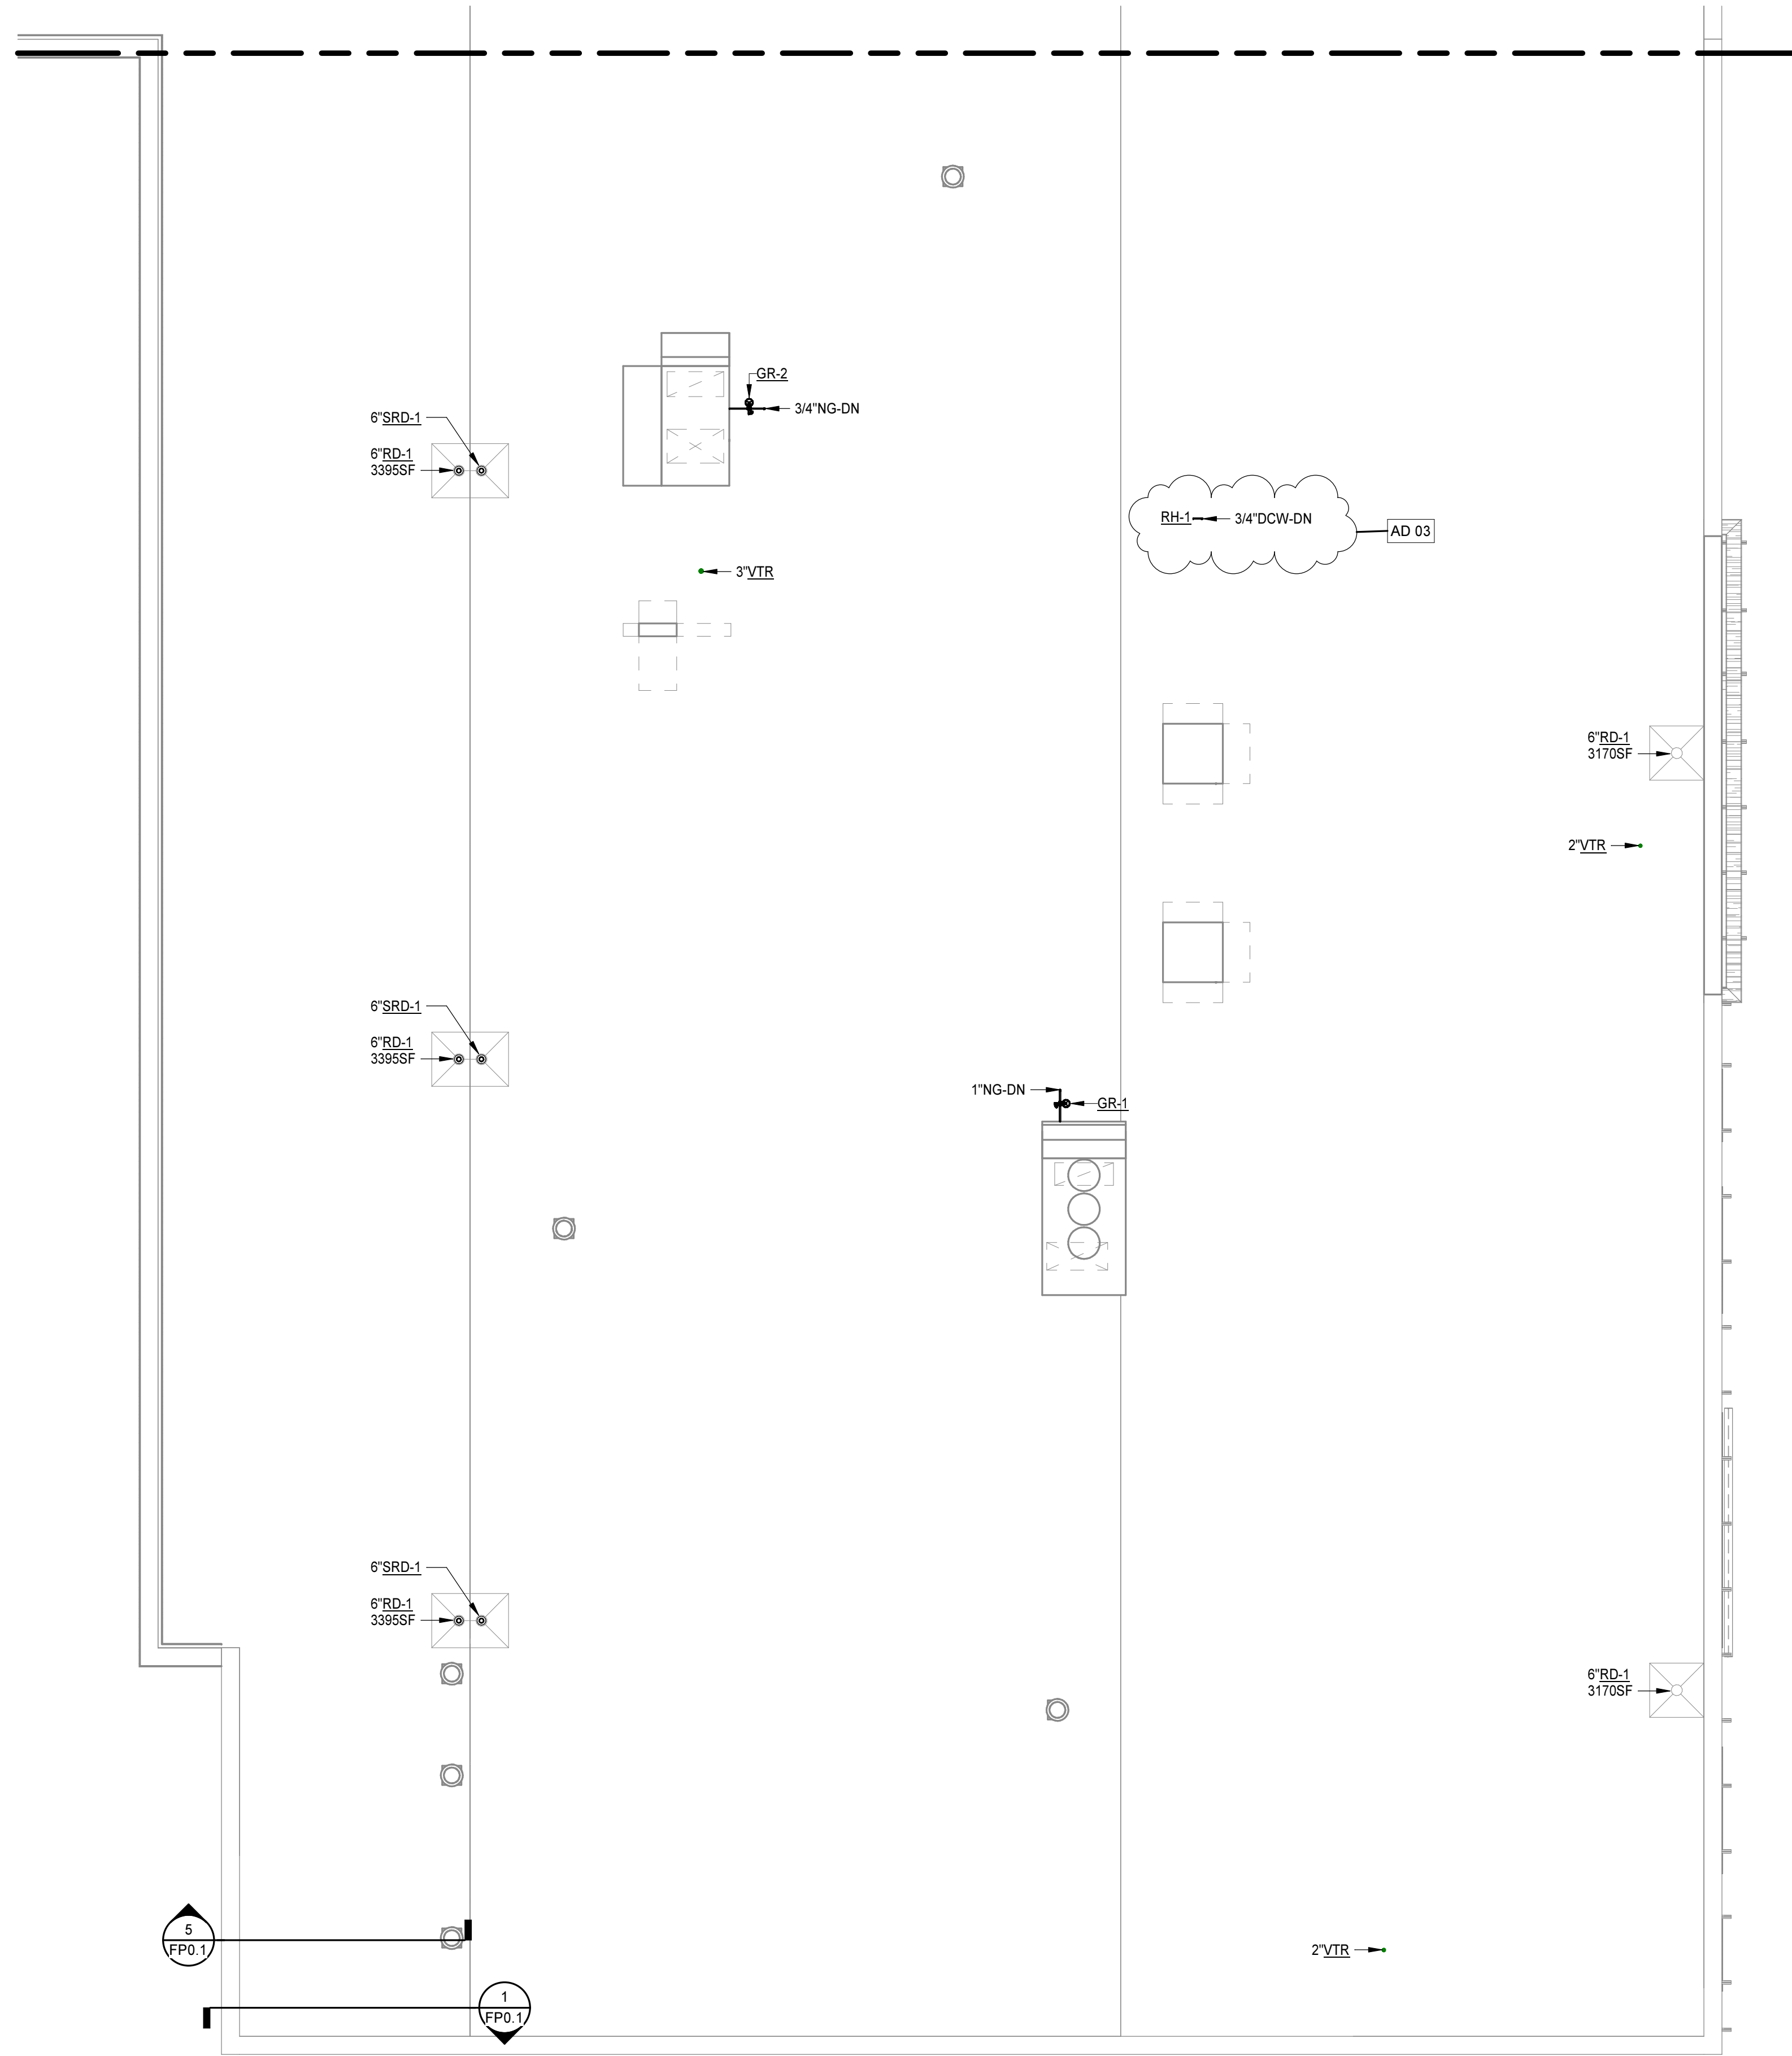 GR-2
3/4"NG-DN
6"SRD-1
6"RD-1
3395SF
RH-1
3/4"DCW-DN
AD 03
3"VTR
6"RD-1
3170SF
2"VTR
6"SRD-1
6"RD-1
3395SF
1"NG-DN
GR-1
6"SRD-1
6"RD-1
3395SF
6"RD-1
3170SF
5
FP0.1
2"VTR
1
FP0.1